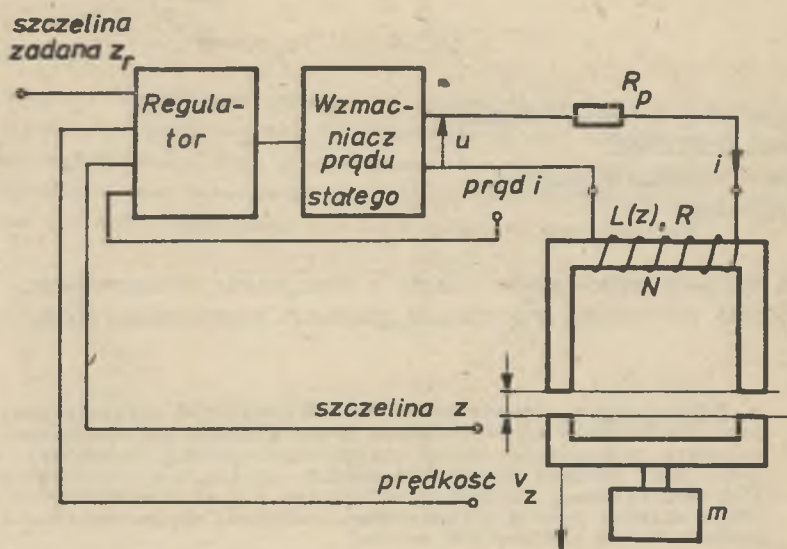 szczelina
zadana z_r
Regula-
tor
Wzmac-
niacz
prądu
stałego
u
R_p
i
prąd i
L(z), R
N
szczelina z
prędkość v_z
m